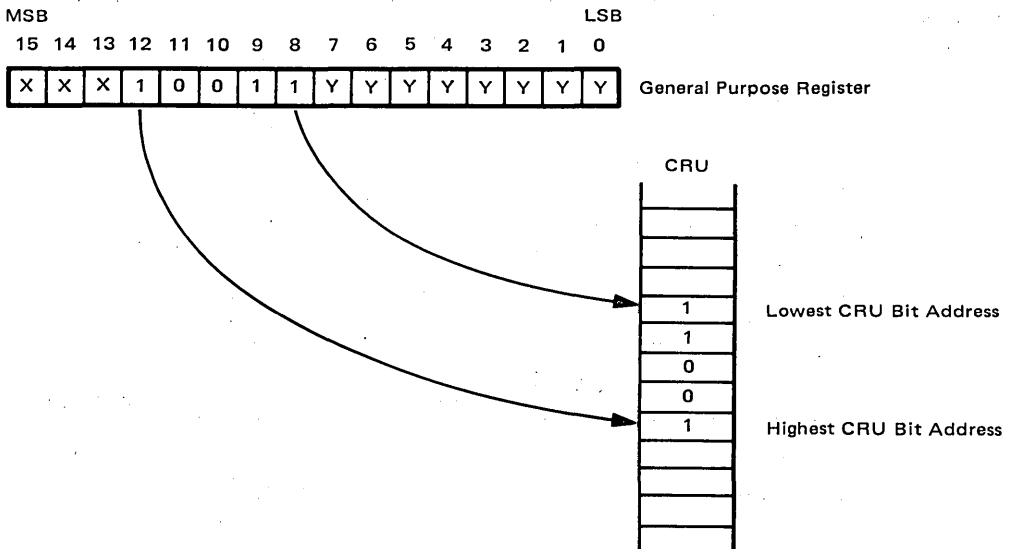 MSB LSB
15 14 13 12 11 10 9 8 7 6 5 4 3 2 1 0
X X X 1 0 0 1 1 Y Y Y Y Y Y Y Y General Purpose Register
CRU
1 Lowest CRU Bit Address
1
0
0
1 Highest CRU Bit Address